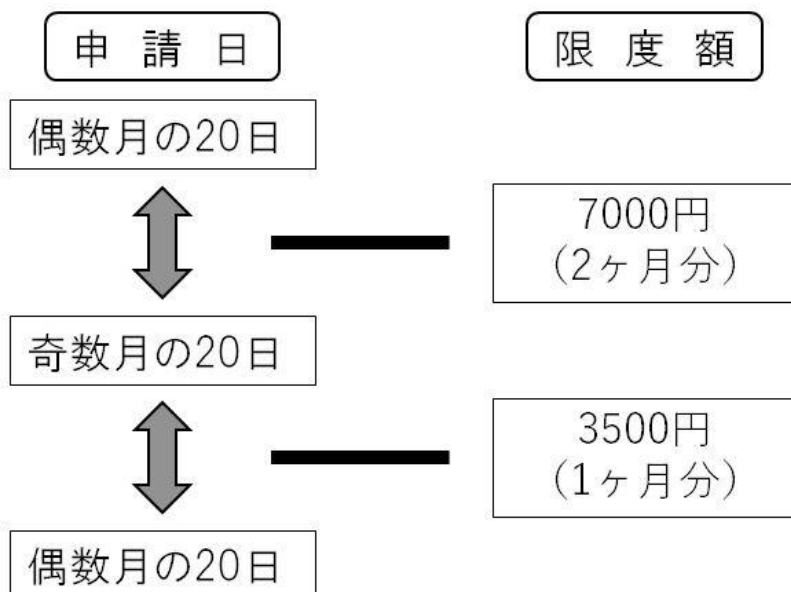 申請日
限度額
偶数月の20日
7000円
(2ヶ月分)
奇数月の20日
3500円
(1ヶ月分)
偶数月の20日